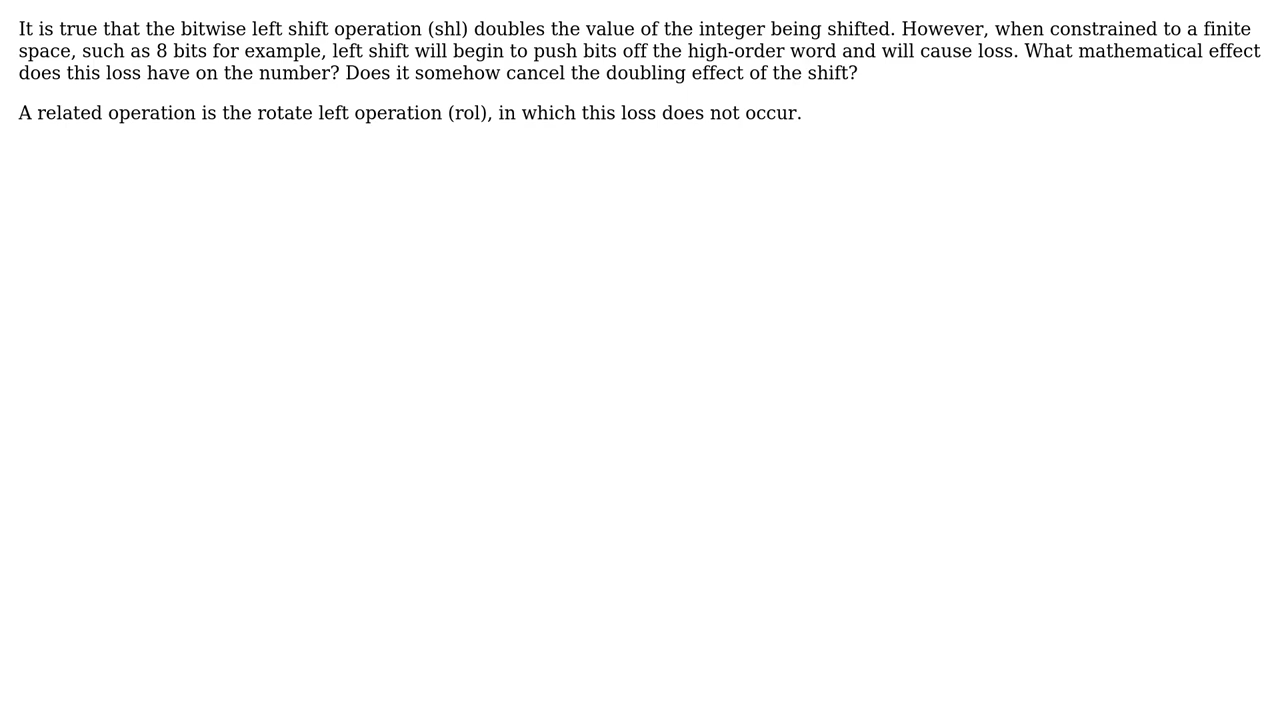 It is true that the bitwise left shift operation (shl) doubles the value of the integer being shifted. However, when constrained to a finite
space, such as 8 bits for example, left shift will begin to push bits off the high-order word and will cause loss. What mathematical effect
does this loss have on the number? Does it somehow cancel the doubling effect of the shift?
A related operation is the rotate left operation (rol), in which this loss does not occur.